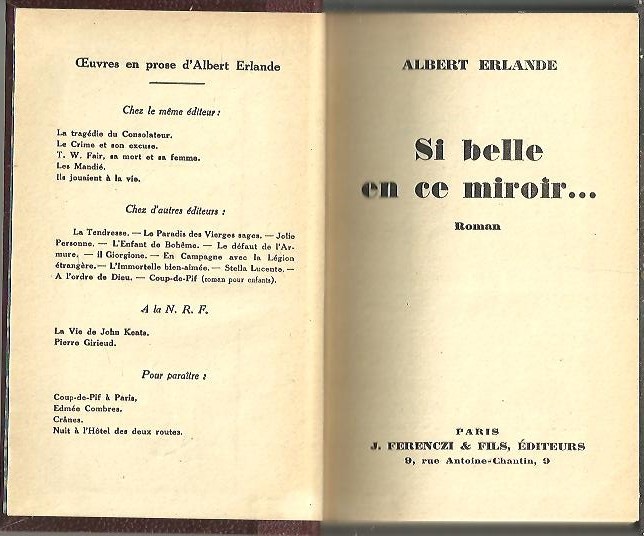 Œuvres en prose d'Albert Erlande
Chez le même éditeur :
La tragédie du Consolateur.
Le Crime et son excuse.
T. W. Fair, sa mort et sa femme.
Les Mandié.
Ils jouaient à la vie.
Chez d'autres éditeurs :
La Tendresse. — Le Paradis des Vierges sages. — Jolie
Personne. — L'Enfant de Bohême. — Le défaut de l'Ar-
mure. — Il Giorgione. — En Campagne avec la Légion
étrangère. — L'Immortelle bien-aimée. — Stella Lucente. —
A l'ordre de Dieu. — Coup-de-Pif (roman pour enfants).
A la N. R. F.
La Vie de John Keats.
Pierre Girieud.
Pour paraître :
Coup-de-Pif à Paris.
Edmée Combres.
Crânes.
Nuit à l'Hôtel des deux routes.
ALBERT ERLANDE
Si belle
en ce miroir...
Roman
PARIS
J. FERENCZI & FILS, ÉDITEURS
9, rue Antoine-Chantin, 9